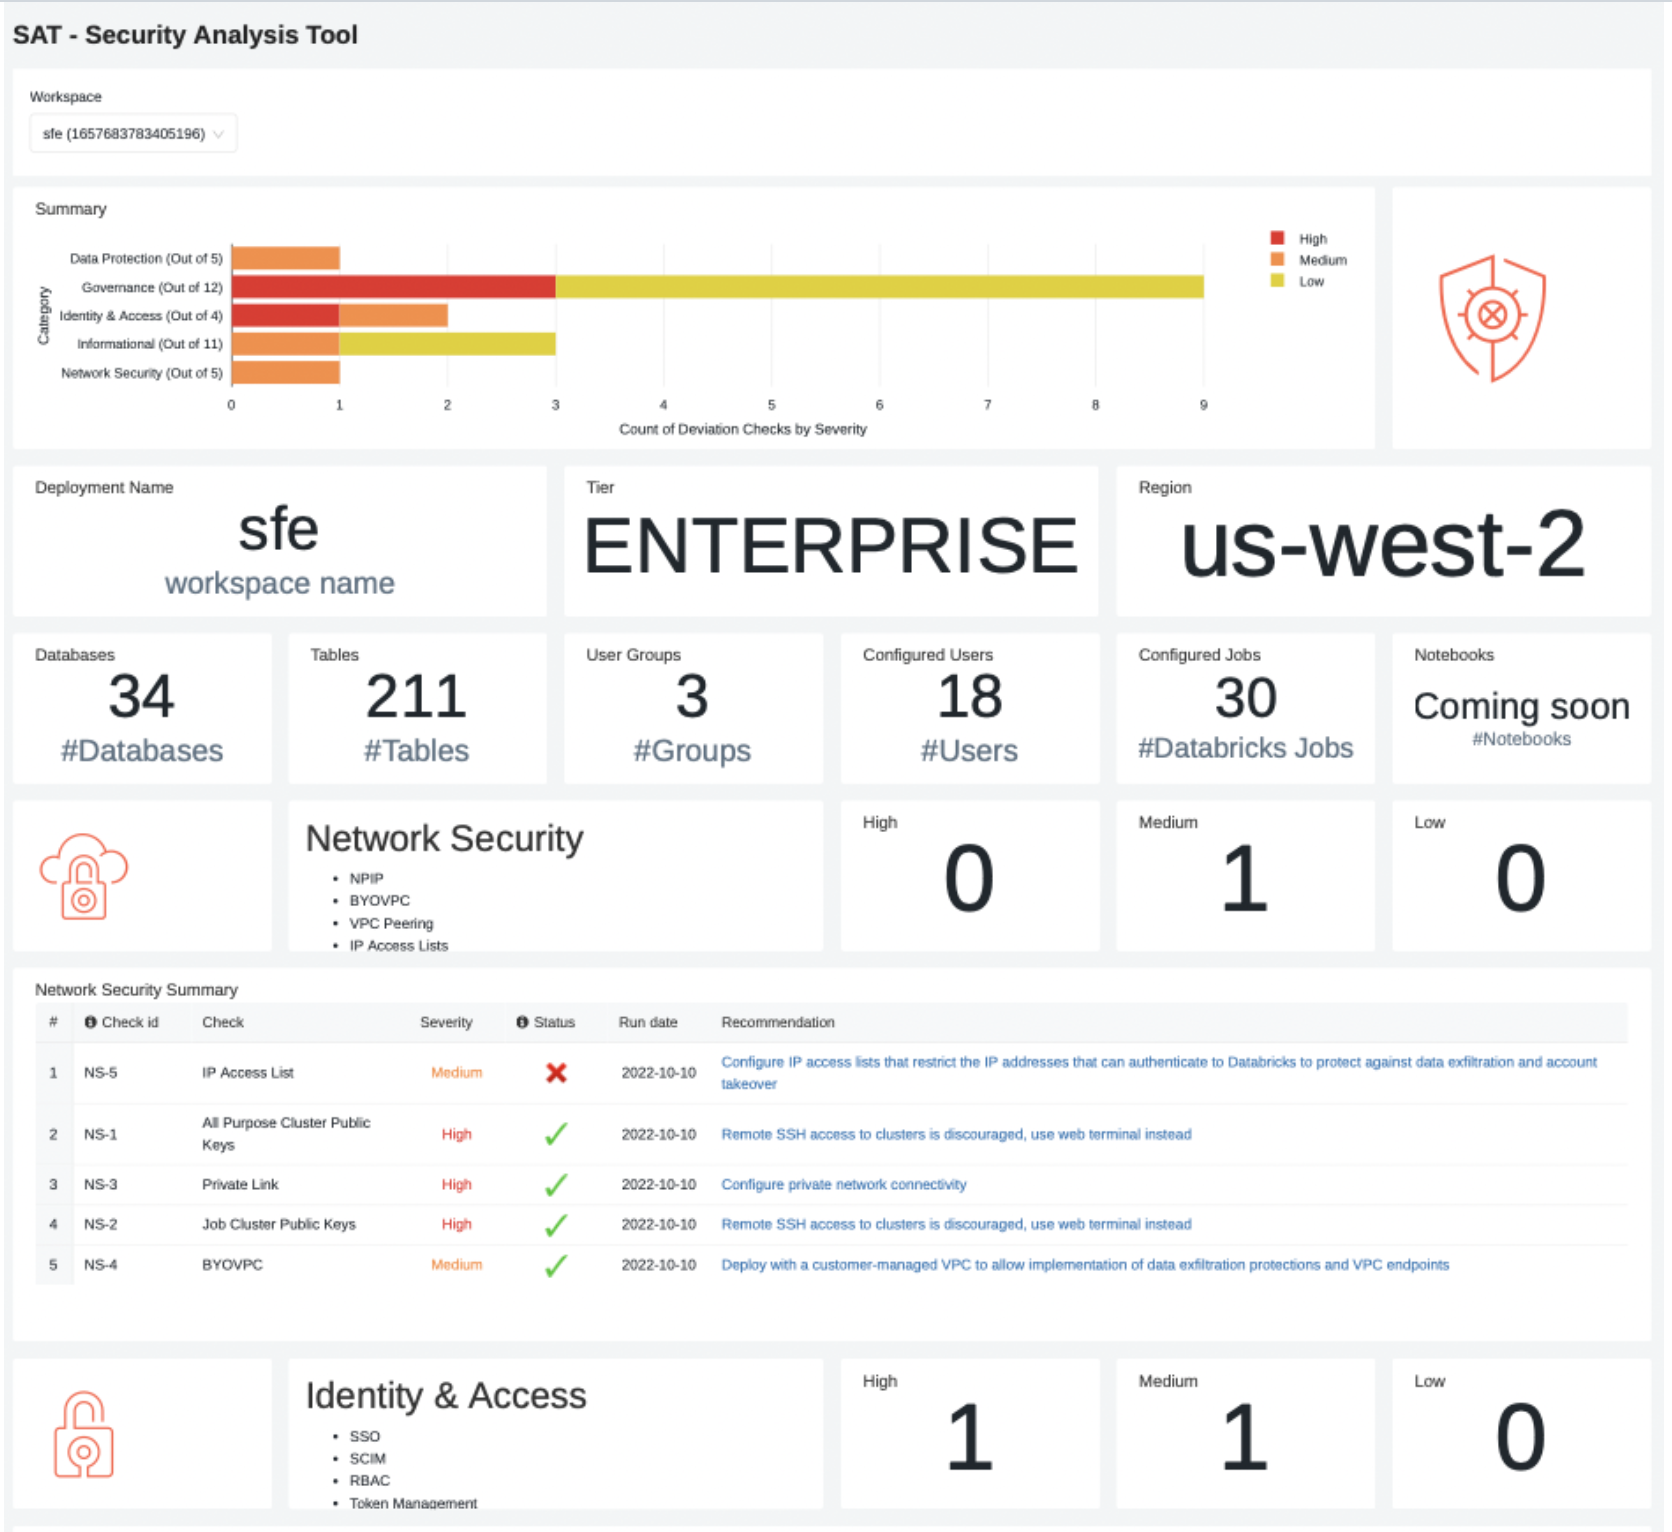 SAT - Security Analysis Tool
Workspace
sfe (1657683783405196)
Summary
High
Medium
Low
Category
Data Protection (Out of 5)
Governance (Out of 12)
Identity & Access (Out of 4)
Informational (Out of 11)
Network Security (Out of 5)
0 1 2 3 4 5 6 7 8 9
Count of Deviation Checks by Severity
Deployment Name
sfe
workspace name
Tier
ENTERPRISE
Region
us-west-2
Databases
34
#Databases
Tables
211
#Tables
User Groups
3
#Groups
Configured Users
18
#Users
Configured Jobs
30
#Databricks Jobs
Notebooks
Coming soon
#Notebooks
Network Security
• NPIP
• BYOVPC
• VPC Peering
• IP Access Lists
High
0
Medium
1
Low
0
Network Security Summary
# Check id Check Severity Status Run date Recommendation
1 NS-5 IP Access List Medium 2022-10-10 Configure IP access lists that restrict the IP addresses that can authenticate to Databricks to protect against data exfiltration and account
takeover
2 NS-1 All Purpose Cluster Public
Keys High 2022-10-10 Remote SSH access to clusters is discouraged, use web terminal instead
3 NS-3 Private Link High 2022-10-10 Configure private network connectivity
4 NS-2 Job Cluster Public Keys High 2022-10-10 Remote SSH access to clusters is discouraged, use web terminal instead
5 NS-4 BYOVPC Medium 2022-10-10 Deploy with a customer-managed VPC to allow implementation of data exfiltration protections and VPC endpoints
Identity & Access
• SSO
• SCIM
• RBAC
• Token Management
High
1
Medium
1
Low
0